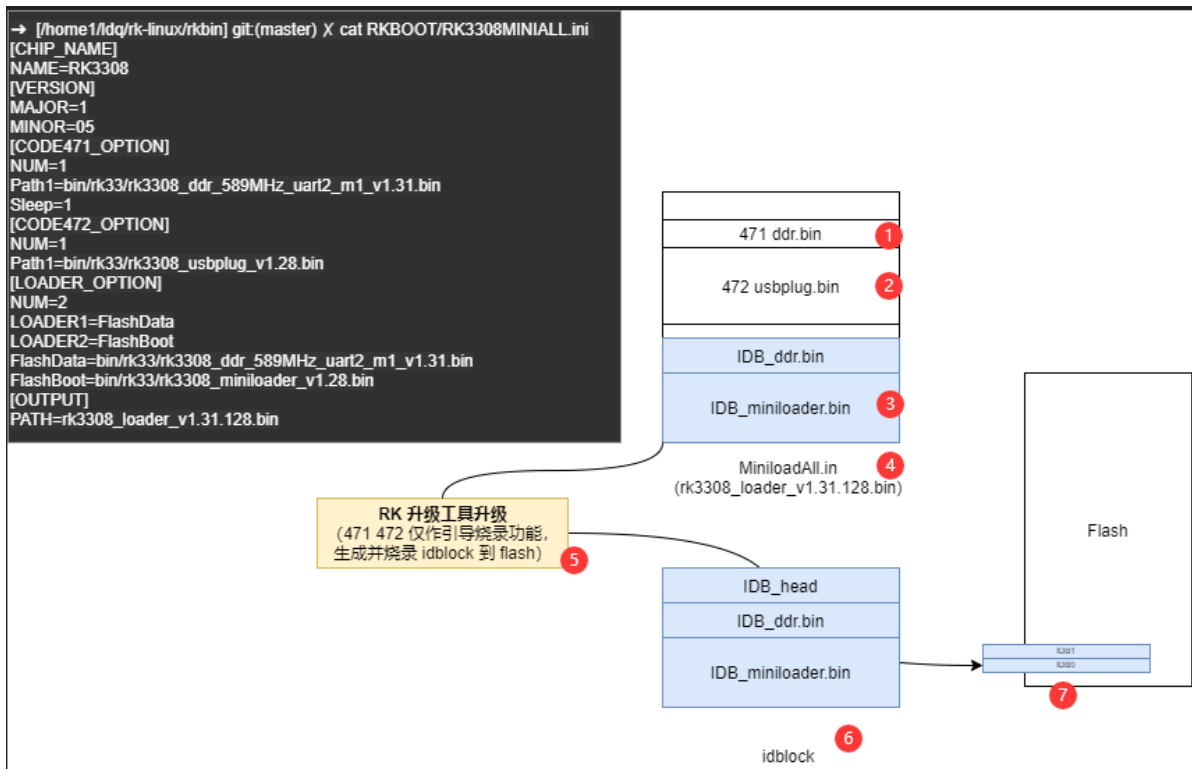 → [/home1/ldq/rk-linux/rkbin] git:(master) ✗ cat RKBOOT/RK3308MINIALL.ini
[CHIP_NAME]
NAME=RK3308
[VERSION]
MAJOR=1
MINOR=05
[CODE471_OPTION]
NUM=1
Path1=bin/rk33/rk3308_ddr_589MHz_uart2_m1_v1.31.bin
Sleep=1
[CODE472_OPTION]
NUM=1
Path1=bin/rk33/rk3308_usbplug_v1.28.bin
[LOADER_OPTION]
NUM=2
LOADER1=FlashData
LOADER2=FlashBoot
FlashData=bin/rk33/rk3308_ddr_589MHz_uart2_m1_v1.31.bin
FlashBoot=bin/rk33/rk3308_miniloader_v1.28.bin
[OUTPUT]
PATH=rk3308_loader_v1.31.128.bin
471 ddr.bin
1
472 usbplug.bin
2
IDB_ddr.bin
IDB_miniloader.bin
3
MiniloadAll.in
4
(rk3308_loader_v1.31.128.bin)
RK 升级工具升级
(471 472 仅作引导烧录功能,
生成并烧录 idblock 到 flash)
5
IDB_head
IDB_ddr.bin
IDB_miniloader.bin
6
idblock
Flash
IDB1
IDB0
7